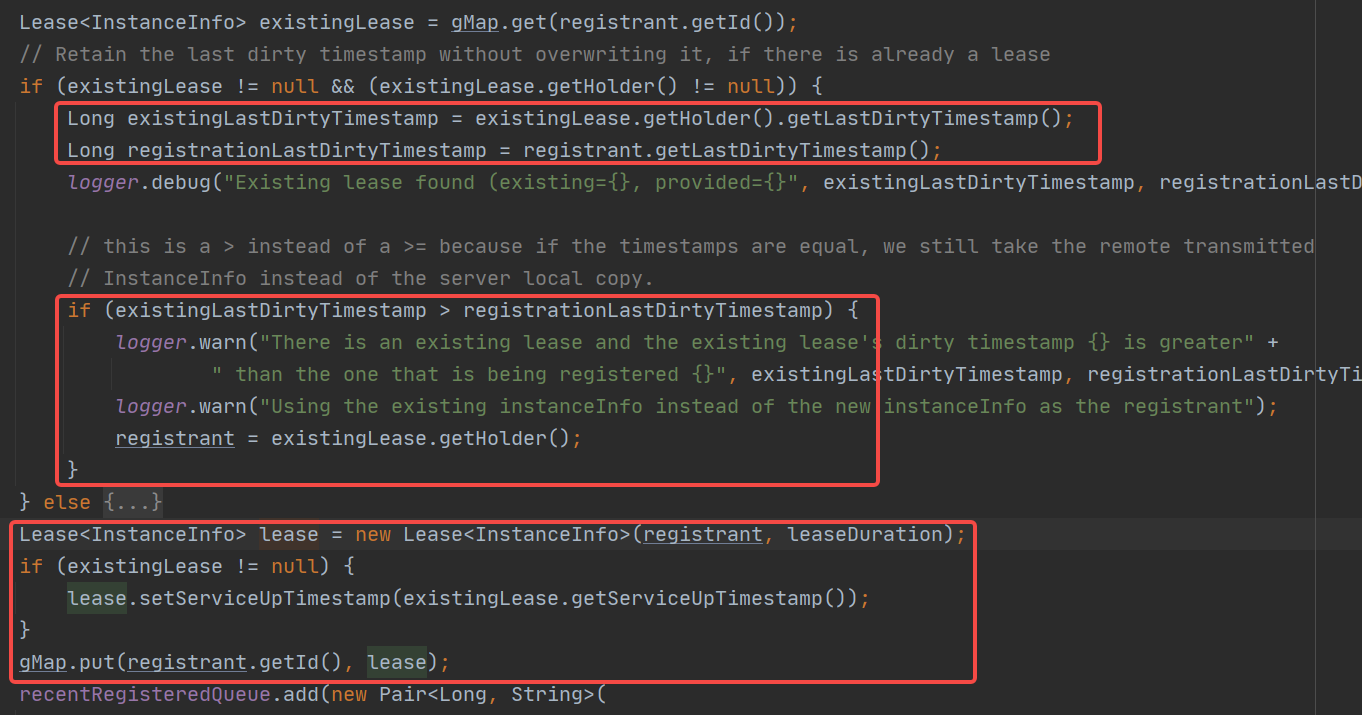 Lease<InstanceInfo> existingLease = gMap.get(registrant.getId());
// Retain the last dirty timestamp without overwriting it, if there is already a lease
if (existingLease != null && (existingLease.getHolder() != null)) {
Long existingLastDirtyTimestamp = existingLease.getHolder().getLastDirtyTimestamp();
Long registrationLastDirtyTimestamp = registrant.getLastDirtyTimestamp();
logger.debug("Existing lease found (existing={}, provided={}", existingLastDirtyTimestamp, registrationLastD
// this is a > instead of a >= because if the timestamps are equal, we still take the remote transmitted
// InstanceInfo instead of the server local copy.
if (existingLastDirtyTimestamp > registrationLastDirtyTimestamp) {
logger.warn("There is an existing lease and the existing lease's dirty timestamp {} is greater" +
" than the one that is being registered {}", existingLastDirtyTimestamp, registrationLastDirtyTi
logger.warn("Using the existing instanceInfo instead of the new instanceInfo as the registrant");
registrant = existingLease.getHolder();
}
} else {...}
Lease<InstanceInfo> lease = new Lease<InstanceInfo>(registrant, leaseDuration);
if (existingLease != null) {
lease.setServiceUpTimestamp(existingLease.getServiceUpTimestamp());
}
gMap.put(registrant.getId(), lease);
recentRegisteredQueue.add(new Pair<Long, String>(